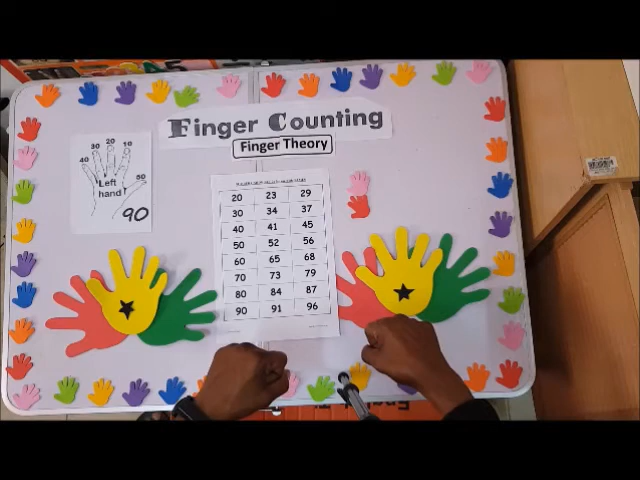 Finger Counting
Finger Theory
40 30 20 10
50
Left
hand
90
20 23 29
30 34 37
40 41 45
50 52 56
60 65 68
70 73 79
80 84 87
90 91 96